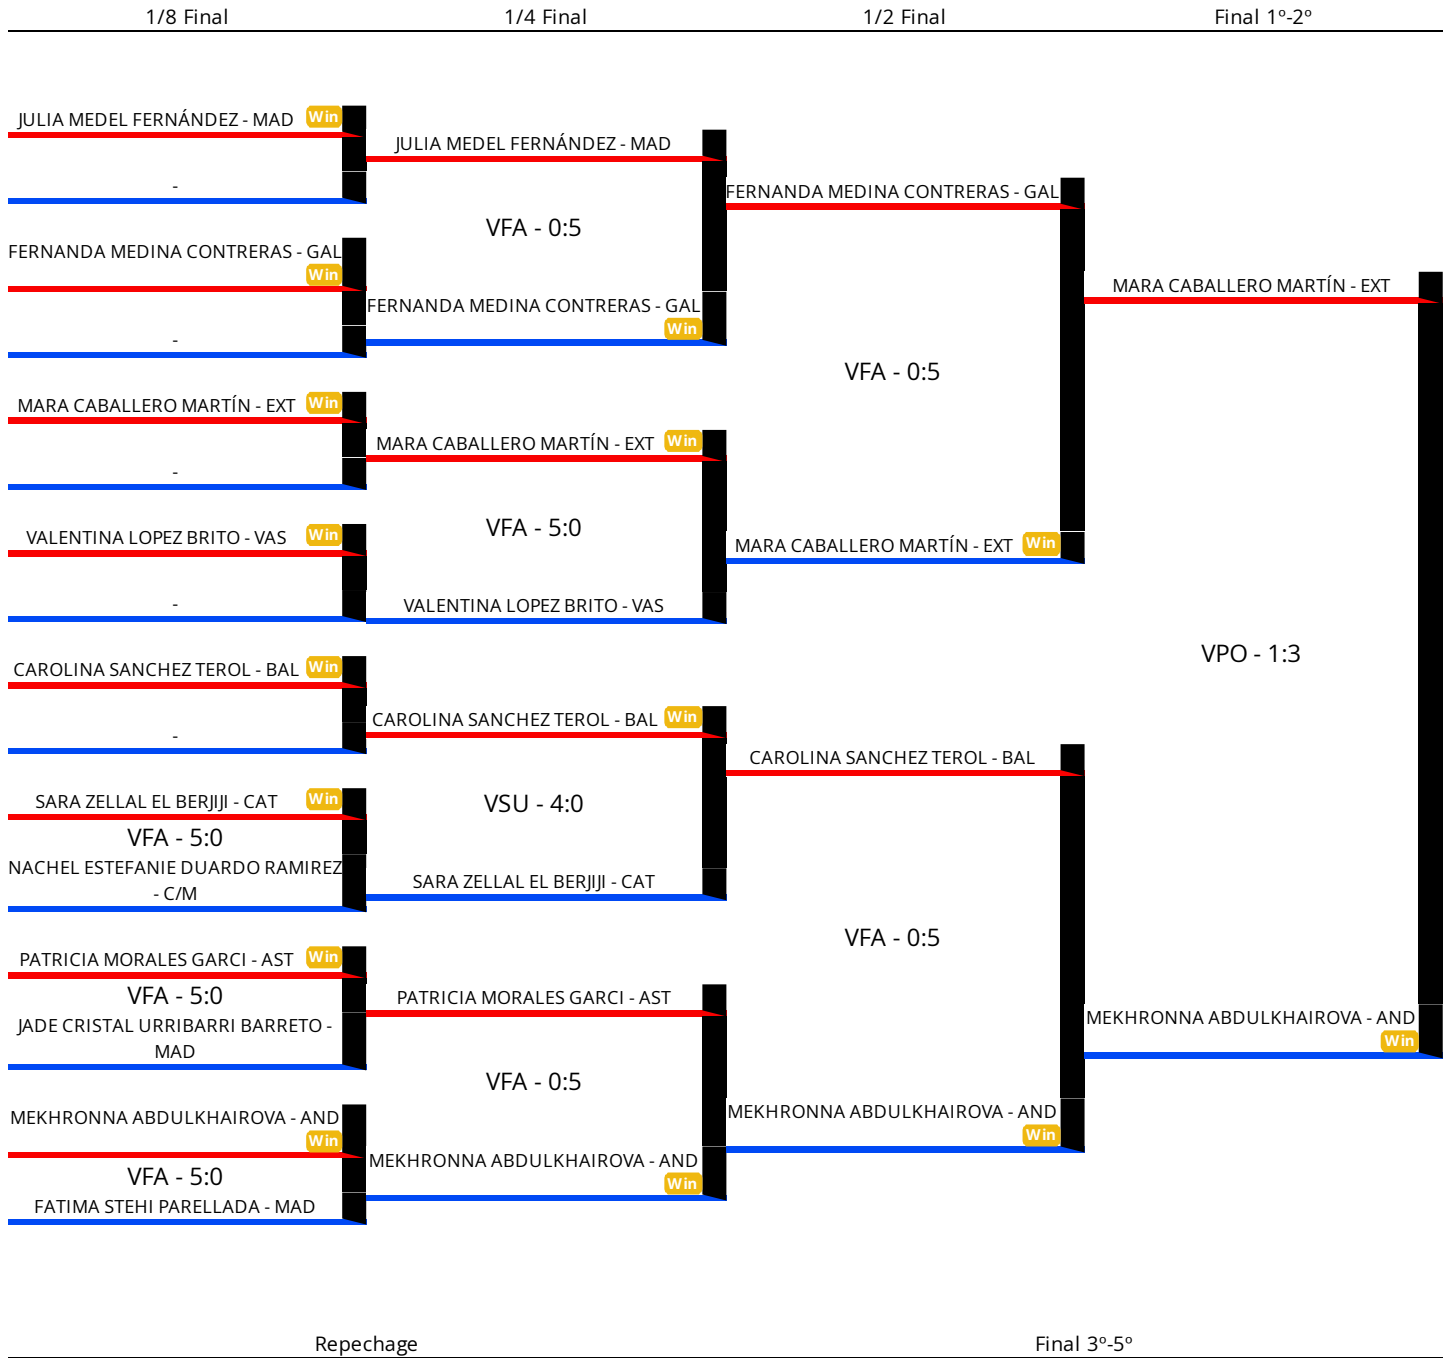 1/8 Final
1/4 Final
1/2 Final
Final 1º-2º
JULIA MEDEL FERNÁNDEZ - MAD Win
-
FERNANDA MEDINA CONTRERAS - GAL
Win
-
MARA CABALLERO MARTÍN - EXT Win
-
VALENTINA LOPEZ BRITO - VAS Win
-
CAROLINA SANCHEZ TEROL - BAL Win
-
SARA ZELLAL EL BERJIJI - CAT Win
VFA - 5:0
NACHEL ESTEFANIE DUARDO RAMIREZ
- C/M
PATRICIA MORALES GARCI - AST Win
VFA - 5:0
JADE CRISTAL URRIBARRI BARRETO -
MAD
MEKHRONNA ABDULKHAIROVA - AND
Win
VFA - 5:0
FATIMA STEHI PARELLADA - MAD
JULIA MEDEL FERNÁNDEZ - MAD
VFA - 0:5
FERNANDA MEDINA CONTRERAS - GAL
Win
MARA CABALLERO MARTÍN - EXT Win
VFA - 5:0
VALENTINA LOPEZ BRITO - VAS
CAROLINA SANCHEZ TEROL - BAL Win
VSU - 4:0
SARA ZELLAL EL BERJIJI - CAT
PATRICIA MORALES GARCI - AST
VFA - 0:5
MEKHRONNA ABDULKHAIROVA - AND
Win
FERNANDA MEDINA CONTRERAS - GAL
VFA - 0:5
MARA CABALLERO MARTÍN - EXT Win
CAROLINA SANCHEZ TEROL - BAL
VFA - 0:5
MEKHRONNA ABDULKHAIROVA - AND
Win
MARA CABALLERO MARTÍN - EXT
VPO - 1:3
MEKHRONNA ABDULKHAIROVA - AND
Win
Repechage
Final 3º-5º